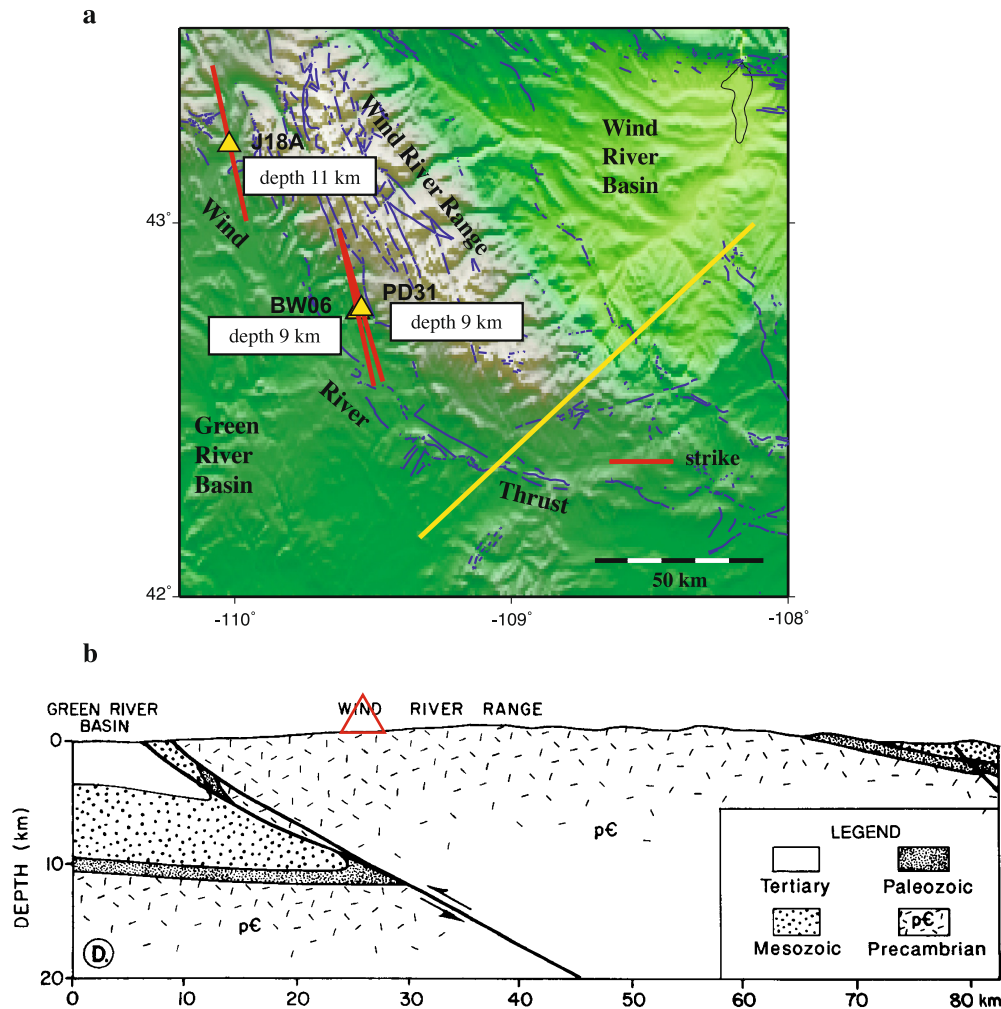 a
J18A
depth 11 km
Wind River Range
Wind
River
Basin
Wind
43°
BW06
PD31
depth 9 km
depth 9 km
River
Green
River
Basin
strike
Thrust
50 km
42°
-110°
-109°
-108°
b
GREEN RIVER
BASIN
WIND RIVER RANGE
0
10
20
DEPTH (km)
p€
p€
D.
LEGEND
Tertiary
Paleozoic
Mesozoic
p€
Precambrian
0 10 20 30 40 50 60 70 80 km